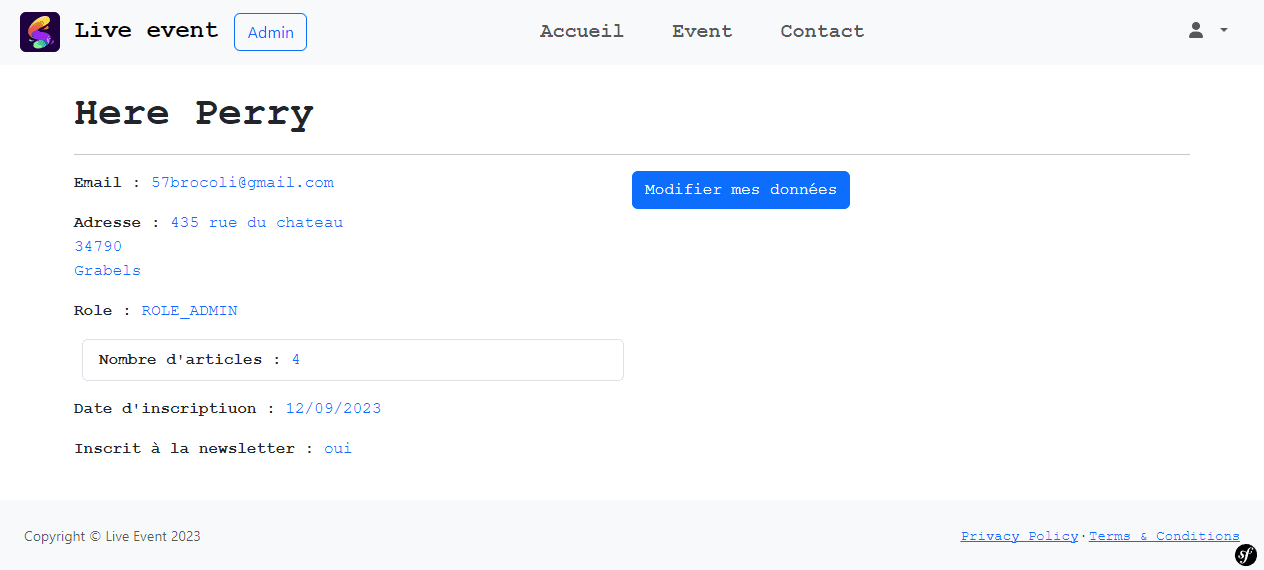 Live event
Admin
Accueil
Event
Contact
Here Perry
Email : 57brocoli@gmail.com
Modifier mes données
Adresse : 435 rue du chateau
34790
Grabels
Role : ROLE_ADMIN
Nombre d'articles : 4
Date d'inscriptiuon : 12/09/2023
Inscrit à la newsletter : oui
Copyright © Live Event 2023
Privacy Policy · Terms & Conditions
sf